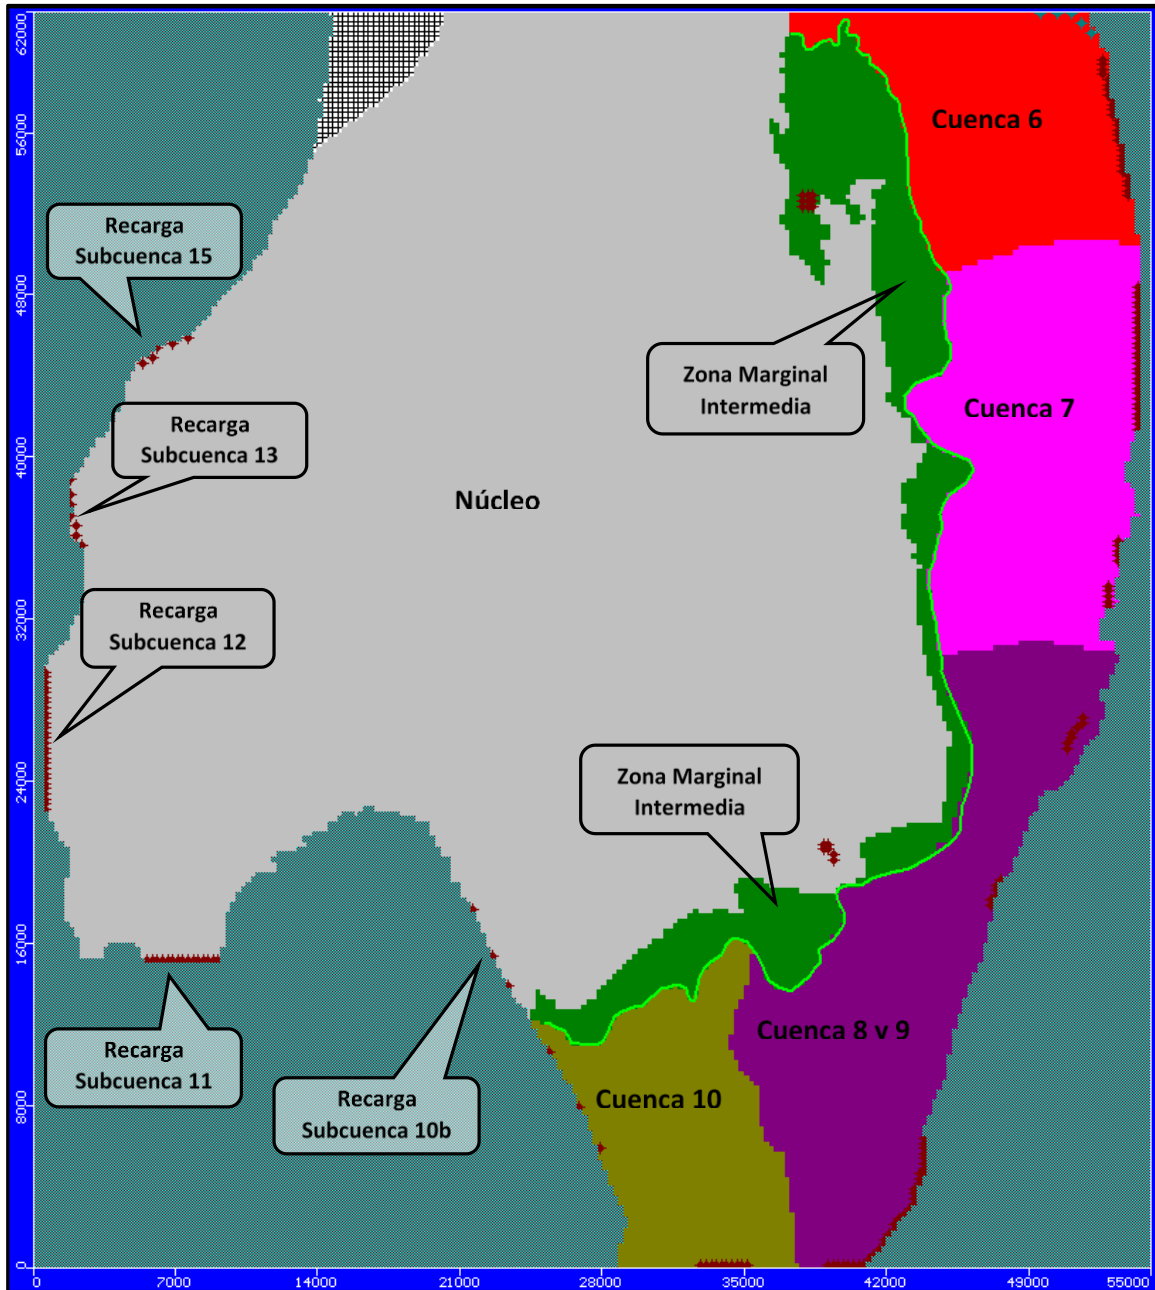 62000
56000
48000
40000
32000
24000
16000
8000
0
Cuenca 6
Recarga
Subcuenca 15
Zona Marginal
Intermedia
Cuenca 7
Recarga
Subcuenca 13
Núcleo
Recarga
Subcuenca 12
Zona Marginal
Intermedia
Cuenca 8 v 9
Recarga
Subcuenca 11
Recarga
Subcuenca 10b
Cuenca 10
0 7000 14000 21000 28000 35000 42000 49000 55000